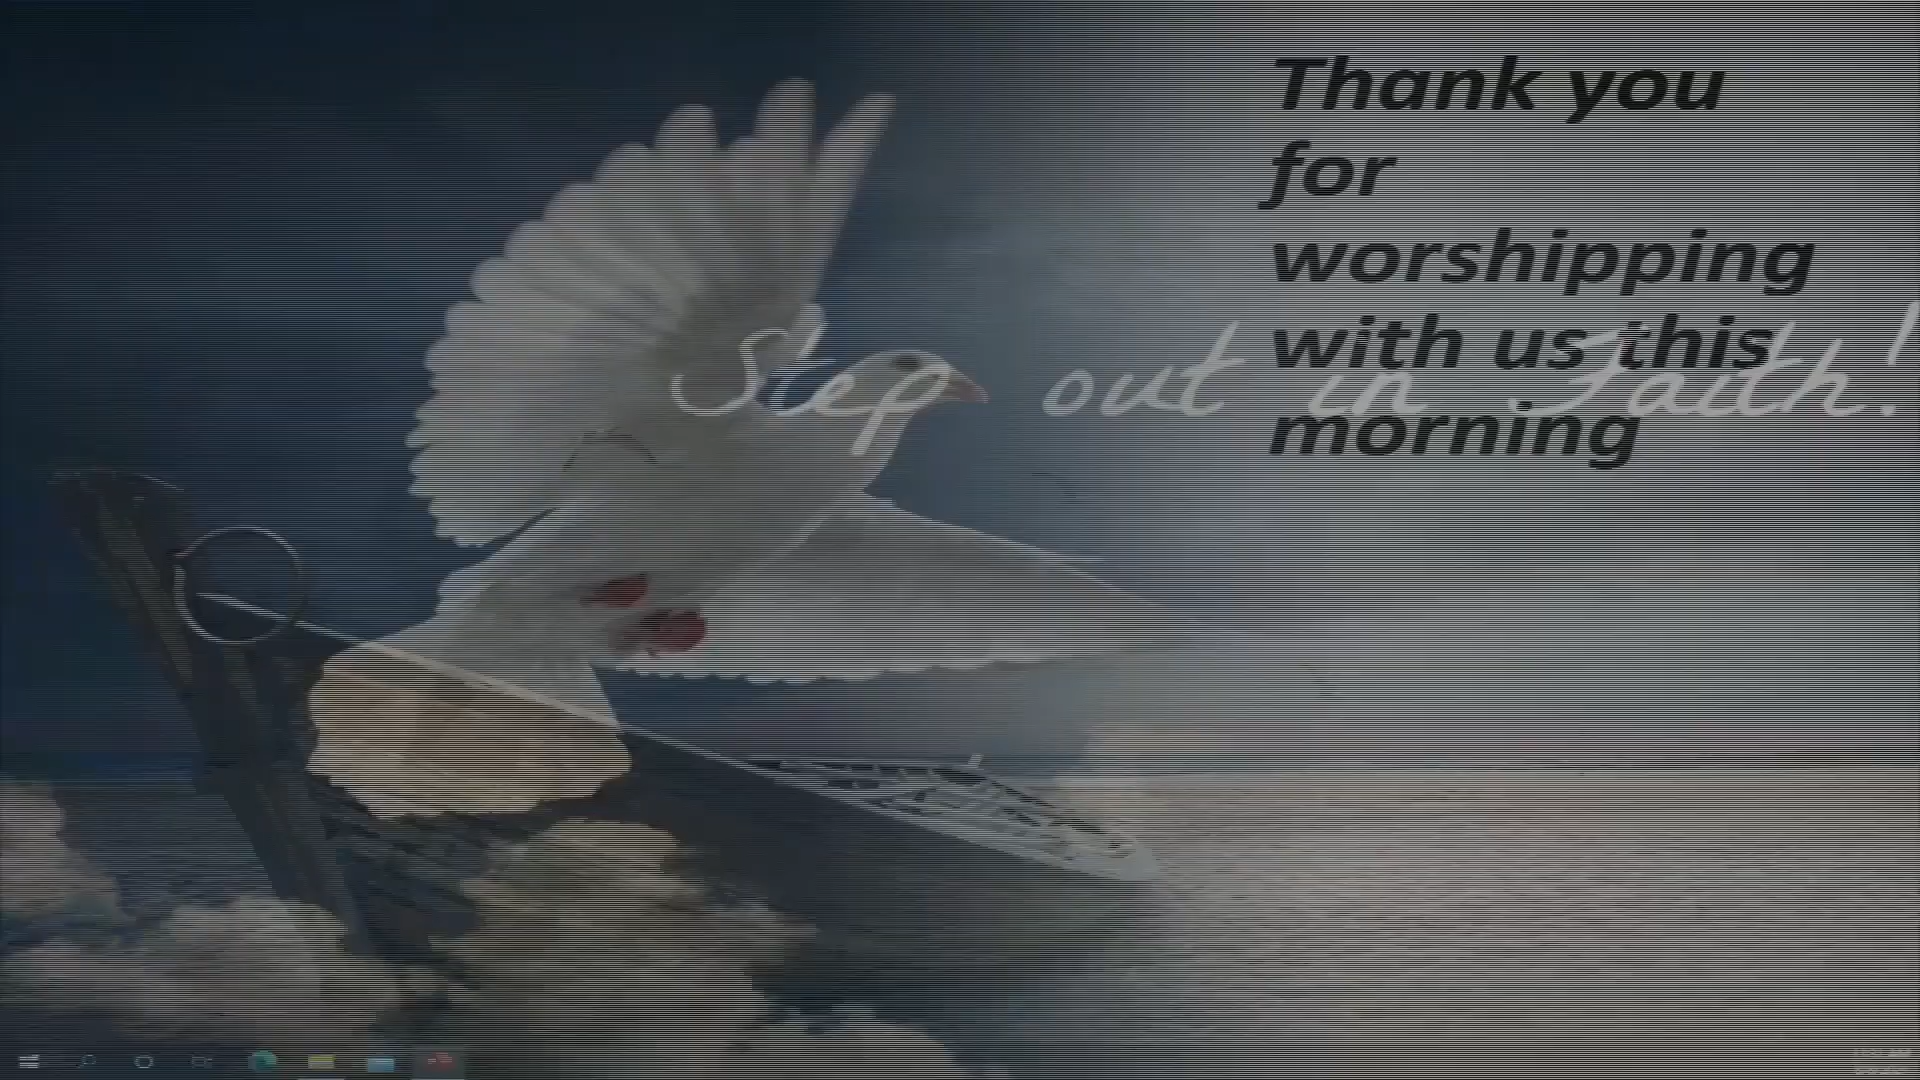 Thank you
for
worshipping
with us this
morning
Step out in Faith!